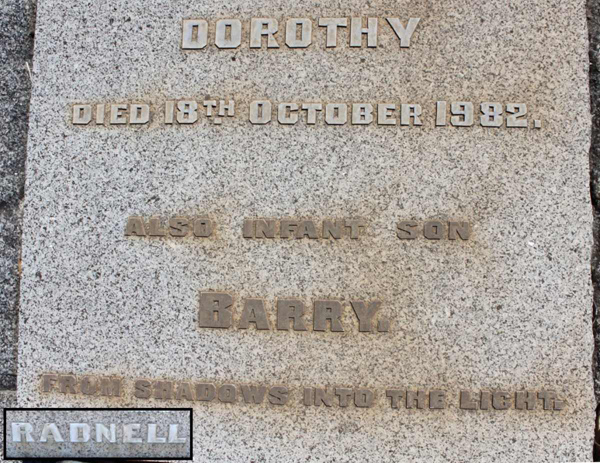 DOROTHY
DIED 18TH OCTOBER 1982.
ALSO INFANT SON
BARRY.
FROM SHADOWS INTO THE LIGHT.
RADNELL